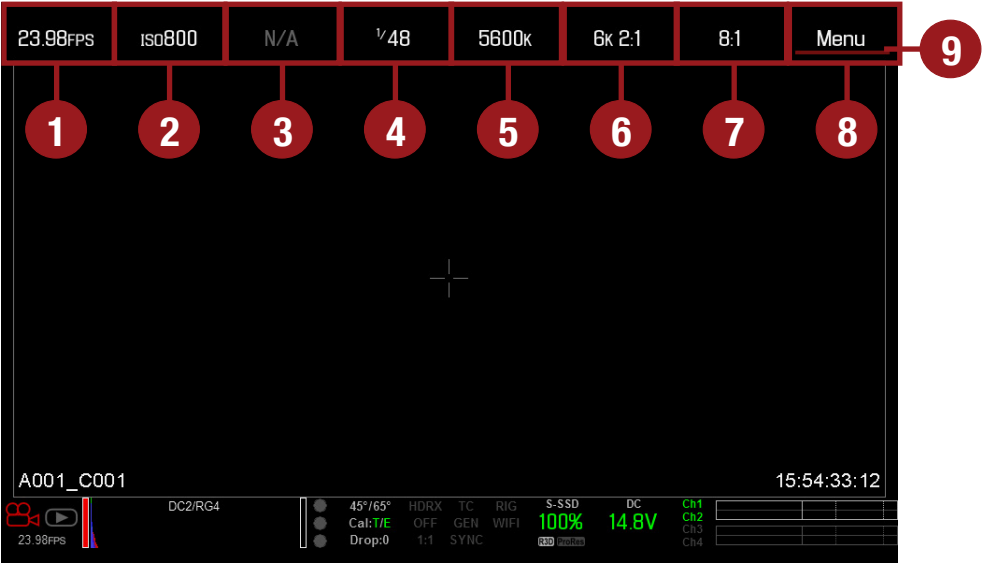 23.98FPS ISO800 N/A 1/48 5600K 6K 2:1 8:1 Menu 9
1 2 3 4 5 6 7 8
A001_C001 15:54:33:12
DC2/RG4 45°/65° HDRX TC RIG S-SSD DC Ch1
Cal:T/E OFF GEN WIFI 100% 14.8V Ch2
23.98FPS Drop:0 1:1 SYNC R3D ProRes Ch3
Ch4